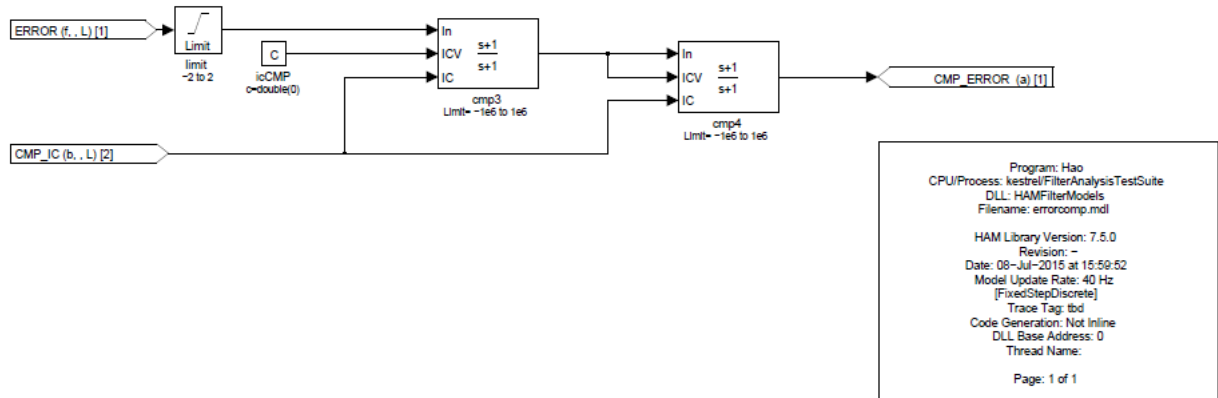 ERROR (f, , L) [1]
Limit
limit
−2 to 2
C
icCMP
c=double(0)
In
ICV
IC
s+1
s+1
cmp3
Limit= −1e6 to 1e6
In
ICV
IC
s+1
s+1
cmp4
Limit= −1e6 to 1e6
CMP_ERROR (a) [1]
CMP_IC (b, , L) [2]
Program: Hao
CPU/Process: kestrel/FilterAnalysisTestSuite
DLL: HAMFilterModels
Filename: errorcomp.mdl
HAM Library Version: 7.5.0
Revision: −
Date: 08−Jul−2015 at 15:59:52
Model Update Rate: 40 Hz
[FixedStepDiscrete]
Trace Tag: tbd
Code Generation: Not Inline
DLL Base Address: 0
Thread Name:
Page: 1 of 1